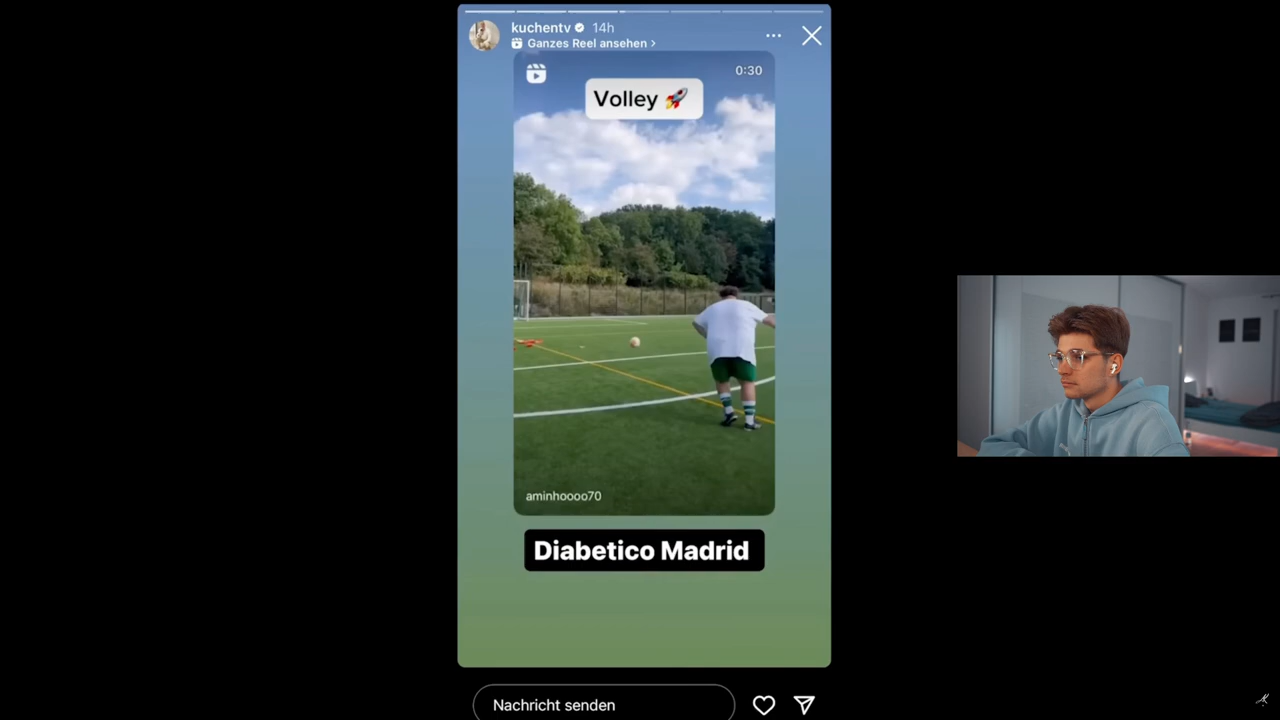 kuchentv 14h
Ganzes Reel ansehen >
0:30
Volley 🚀
aminhoooo70
Diabetico Madrid
Nachricht senden